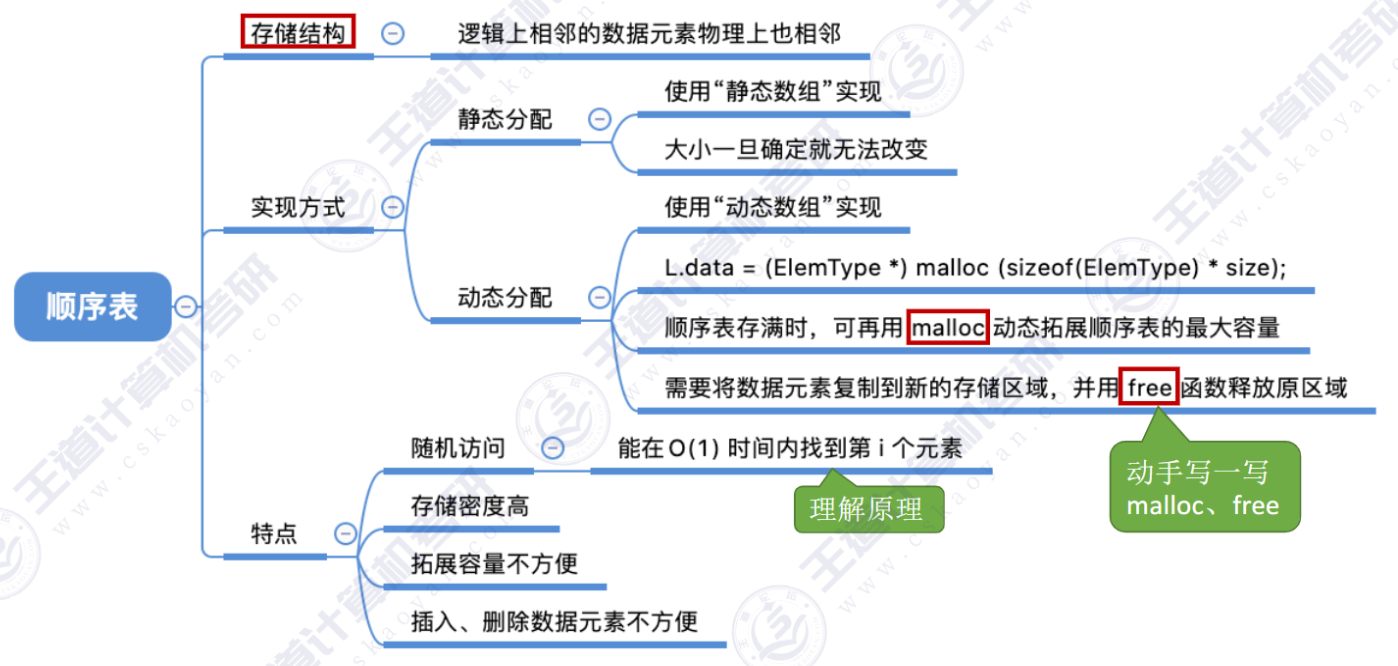 存储结构
逻辑上相邻的数据元素物理上也相邻
使用“静态数组”实现
静态分配
大小一旦确定就无法改变
实现方式
使用“动态数组”实现
L.data = (ElemType *) malloc (sizeof(ElemType) * size);
动态分配
顺序表
顺序表存满时，可再用 malloc 动态拓展顺序表的最大容量
需要将数据元素复制到新的存储区域，并用 free 函数释放原区域
随机访问
能在 O(1) 时间内找到第 i 个元素
动手写一写
malloc、free
理解原理
存储密度高
特点
拓展容量不方便
插入、删除数据元素不方便
王道计算机考研
www.cskaoyan.com